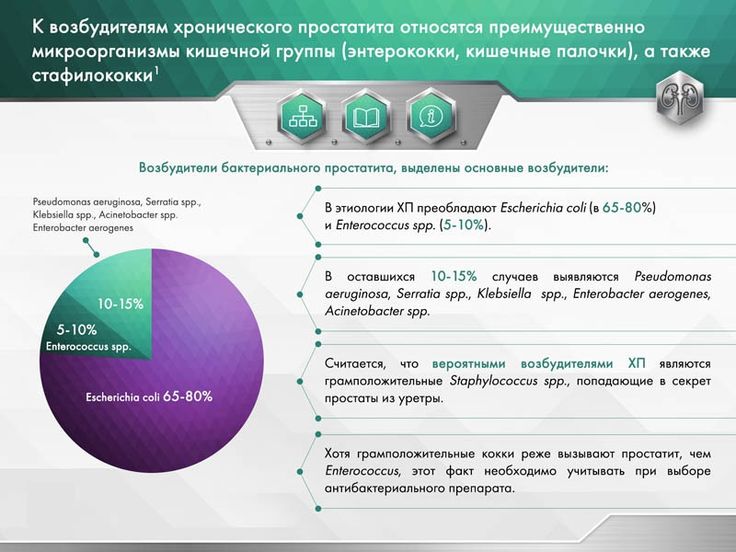 К возбудителям хронического простатита относятся преимущественно
микроорганизмы кишечной группы (энтерококки, кишечные палочки), а также
стафилококки¹
Возбудители бактериального простатита, выделены основные возбудители:
Pseudomonas aeruginosa, Serratia spp.,
Klebsiella spp., Acinetobacter spp.
Enterobacter aerogenes
10-15%
5-10%
Enterococcus spp.
Escherichia coli 65-80%
В этиологии ХП преобладают Escherichia coli (в 65-80%)
и Enterococcus spp. (5-10%).
В оставшихся 10-15% случаев выявляются Pseudomonas
aeruginosa, Serratia spp., Klebsiella spp., Enterobacter aerogenes,
Acinetobacter spp.
Считается, что вероятными возбудителями ХП являются
грамположительные Staphylococcus spp., попадающие в секрет
простаты из уретры.
Хотя грамположительные кокки реже вызывают простатит, чем
Enterococcus, этот факт необходимо учитывать при выборе
антибактериального препарата.